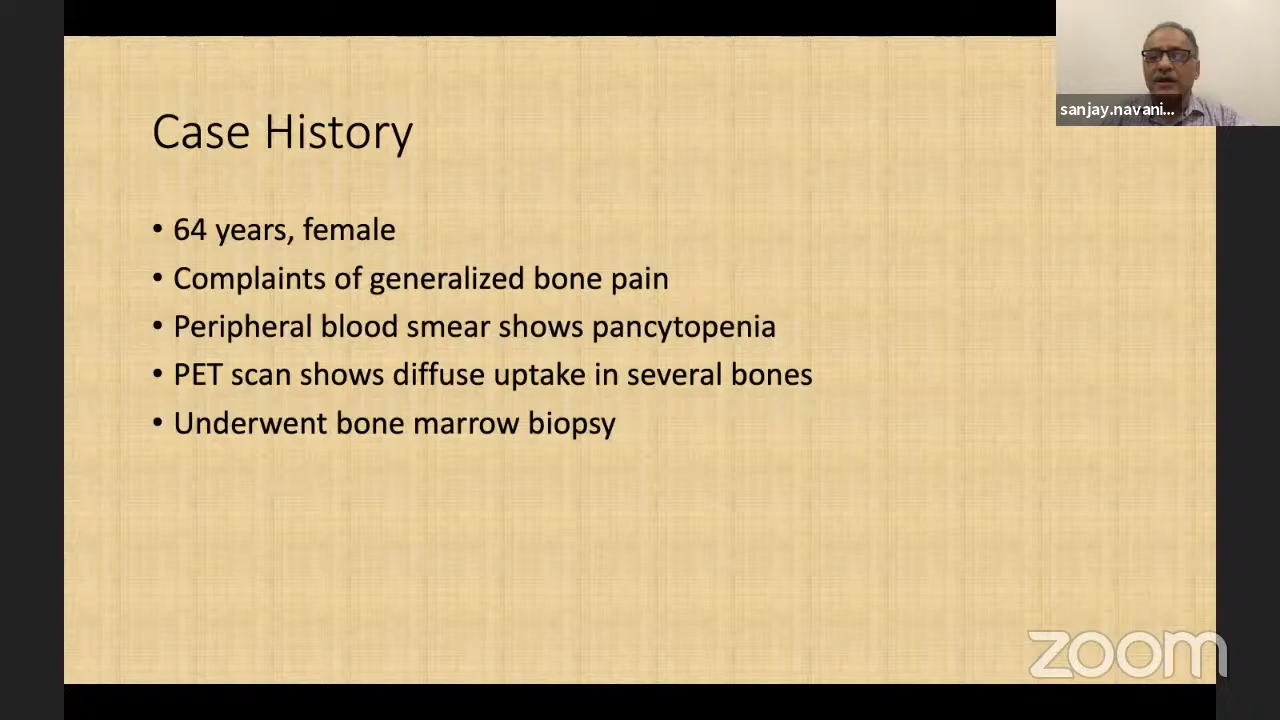 sanjay.navani...
Case History
• 64 years, female
• Complaints of generalized bone pain
• Peripheral blood smear shows pancytopenia
• PET scan shows diffuse uptake in several bones
• Underwent bone marrow biopsy
zoom